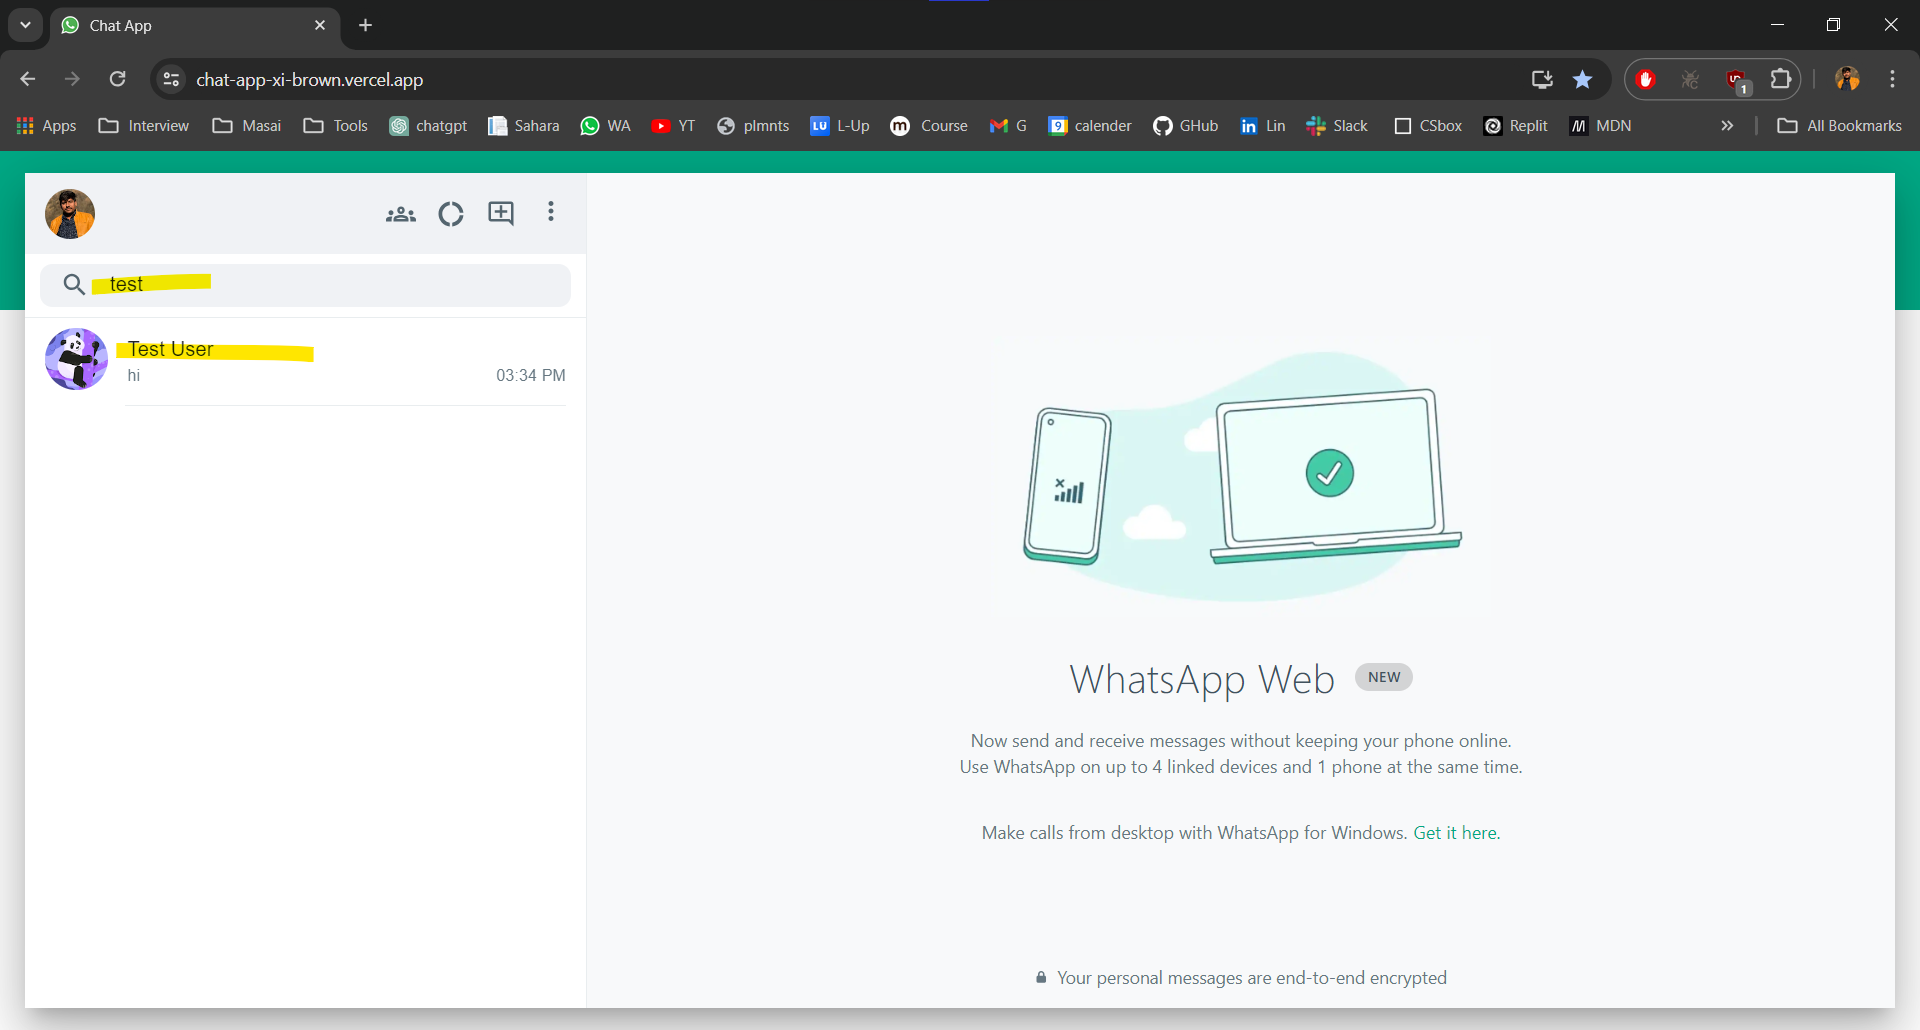 Chat App
chat-app-xi-brown.vercel.app
1
Apps Interview Masai Tools chatgpt Sahara WA YT plmnts L-Up Course G calender GHub Lin Slack CSbox Replit MDN All Bookmarks
test
Test User
hi 03:34 PM
WhatsApp Web NEW
Now send and receive messages without keeping your phone online.
Use WhatsApp on up to 4 linked devices and 1 phone at the same time.
Make calls from desktop with WhatsApp for Windows. Get it here.
Your personal messages are end-to-end encrypted